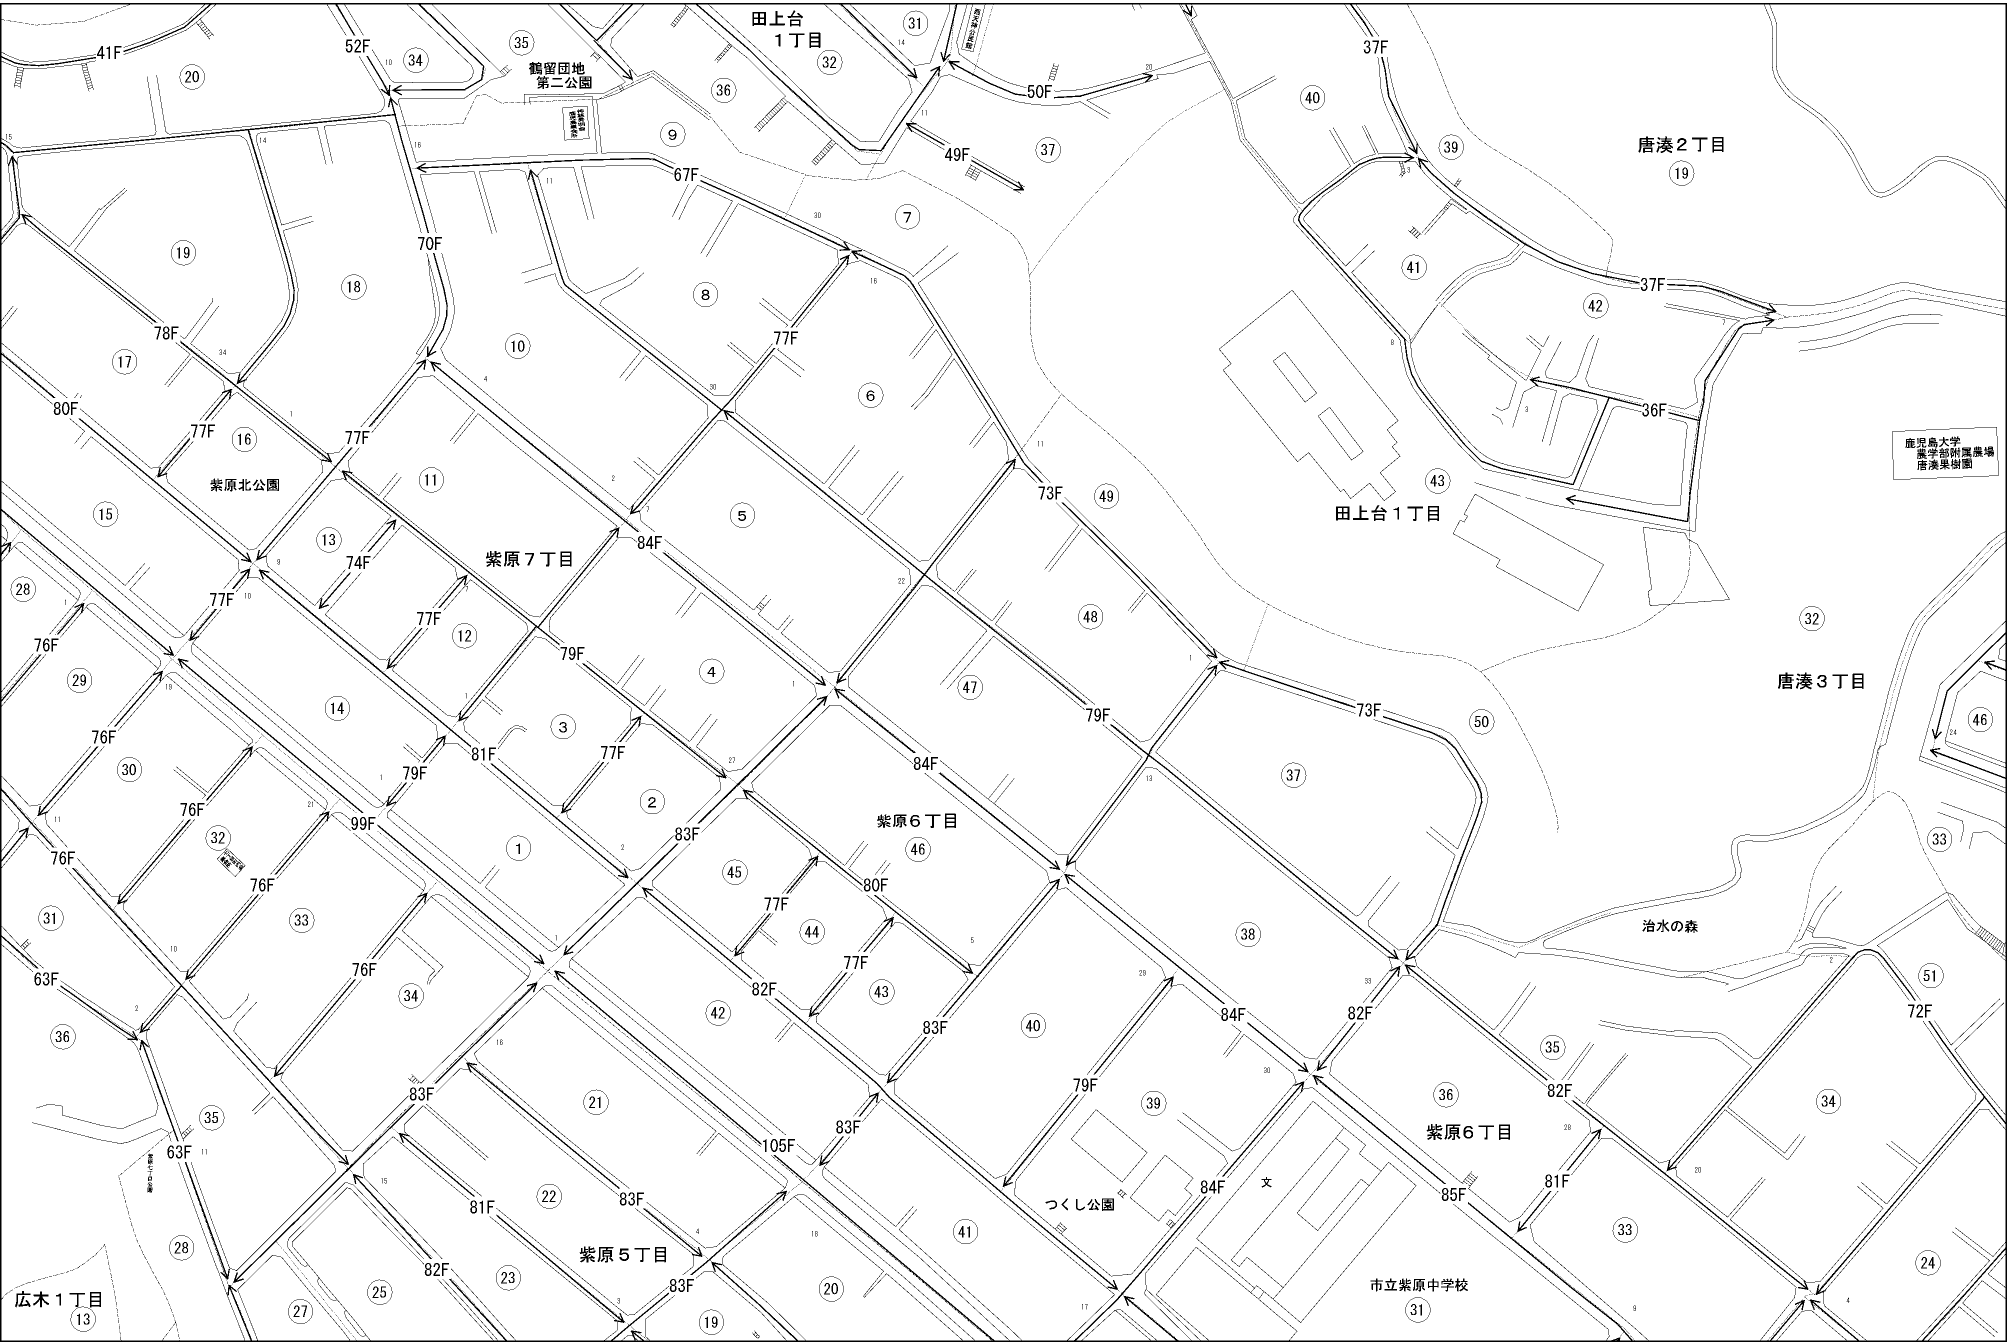 41F
20
52F
34
35
鶴留団地
第二公園
36
田上台
1丁目
32
31
50F
37F
40
39
唐湊2丁目
19
9
49F
37
67F
7
70F
19
18
8
77F
10
41
37F
42
78F
17
80F
77F
16
77F
6
36F
紫原北公園
11
73F
49
43
田上台1丁目
鹿児島大学
農学部附属農場
唐湊果樹園
15
13
74F
紫原7丁目
84F
5
28
77F
77F
12
79F
48
32
76F
29
14
4
47
79F
73F
50
唐湊3丁目
46
76F
30
79F
81F
3
77F
84F
37
76F
32
99F
2
83F
紫原6丁目
46
33
76F
1
45
80F
76F
31
33
77F
44
38
治水の森
63F
76F
34
77F
43
82F
42
83F
40
84F
82F
51
72F
36
35
83F
21
79F
39
36
35
82F
34
63F
105F
83F
紫原6丁目
22
83F
81F
つくし公園
84F
文
85F
81F
28
41
33
紫原5丁目
82F
23
25
83F
20
24
広木1丁目
13
27
19
市立紫原中学校
31